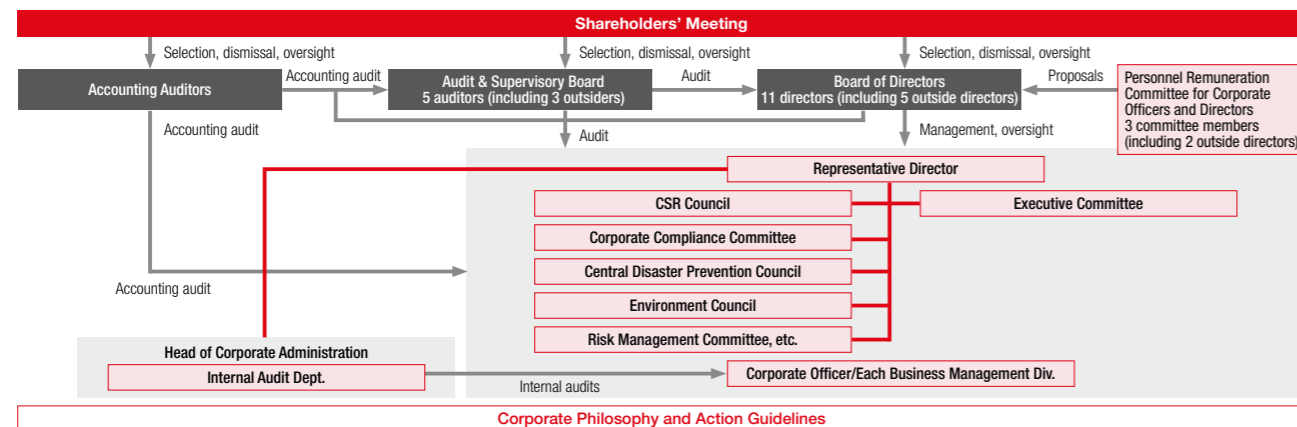 Shareholders' Meeting
Selection, dismissal, oversight
Selection, dismissal, oversight
Selection, dismissal, oversight
Accounting Auditors
Accounting audit
Audit & Supervisory Board
5 auditors (including 3 outsiders)
Audit
Board of Directors
11 directors (including 5 outside directors)
Proposals
Personnel Remuneration
Committee for Corporate
Officers and Directors
3 committee members
(including 2 outside directors)
Accounting audit
Audit
Management, oversight
Representative Director
CSR Council
Executive Committee
Corporate Compliance Committee
Central Disaster Prevention Council
Accounting audit
Environment Council
Risk Management Committee, etc.
Head of Corporate Administration
Internal Audit Dept.
Internal audits
Corporate Officer/Each Business Management Div.
Corporate Philosophy and Action Guidelines